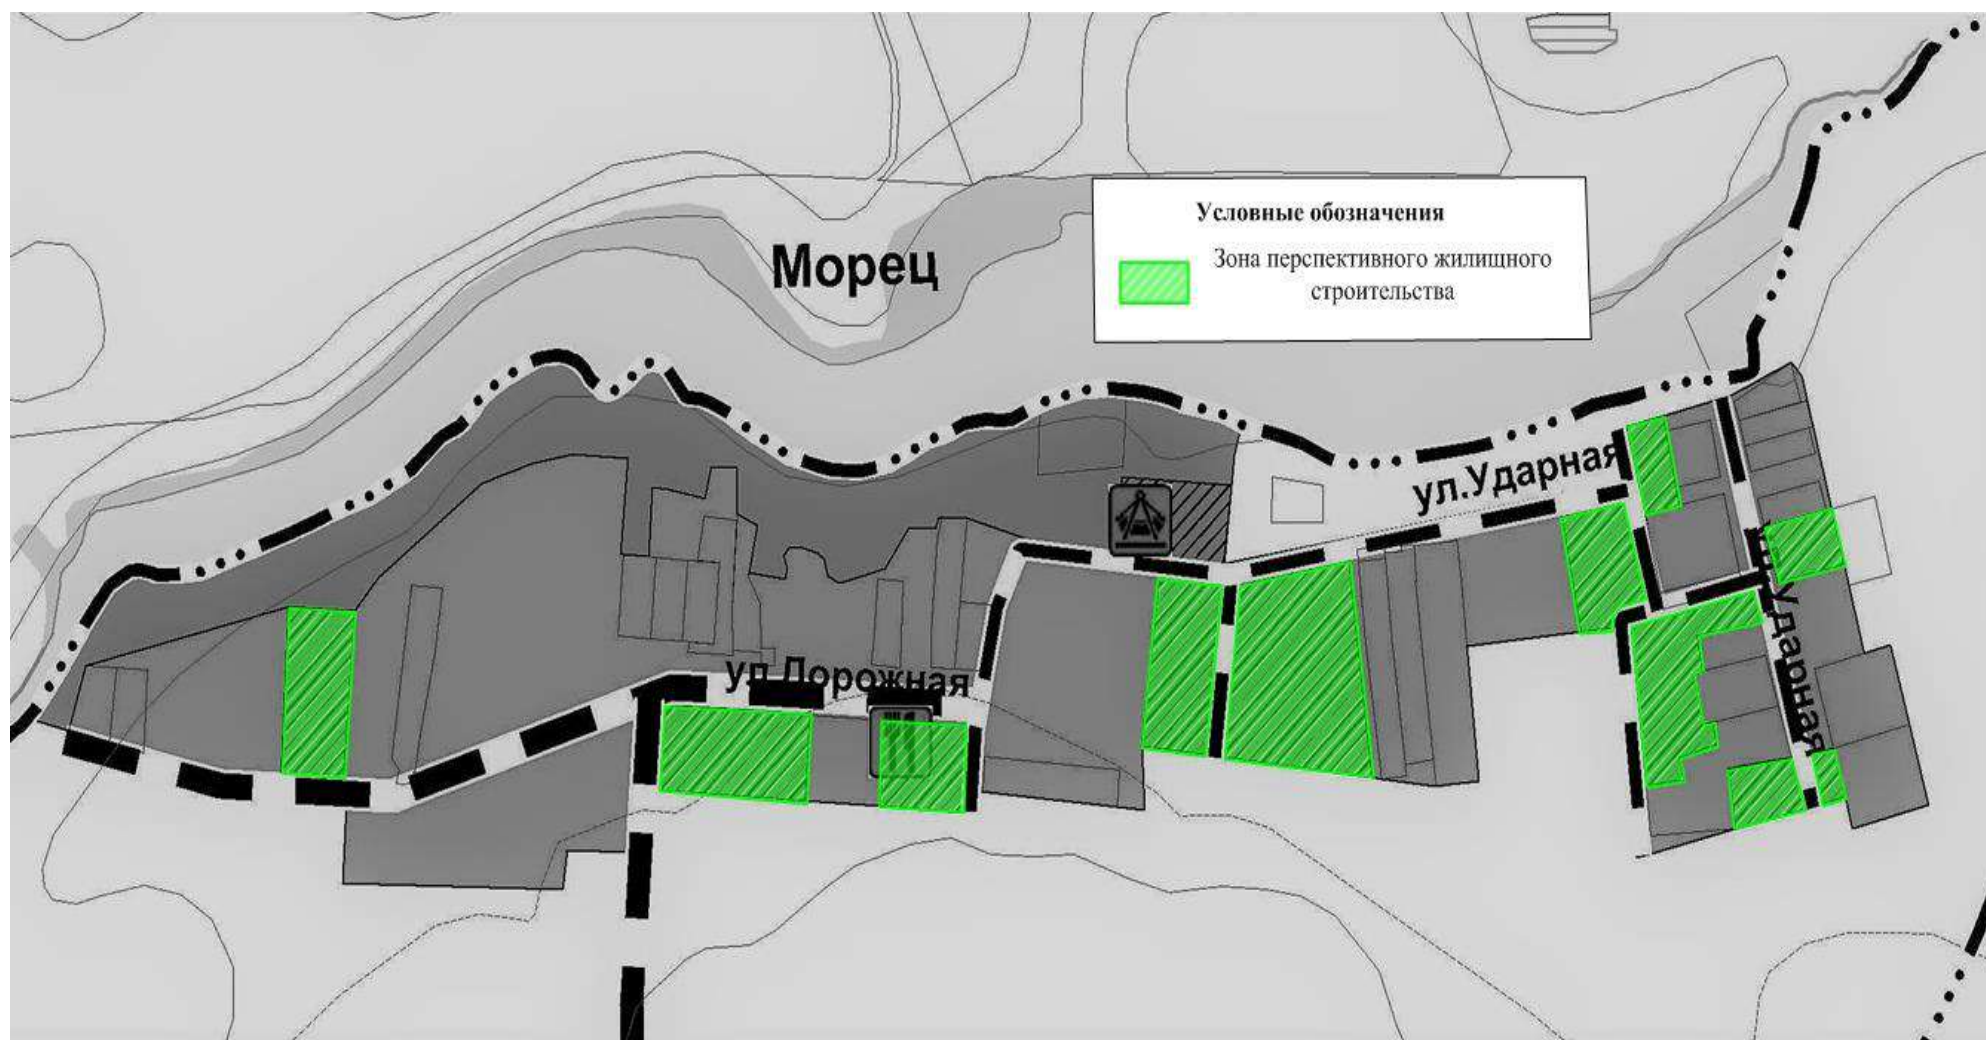 Условные обозначения
Зона перспективного жилищного
строительства
Морец
ул.Ударная
ул.Ударная
ул.Дорожная